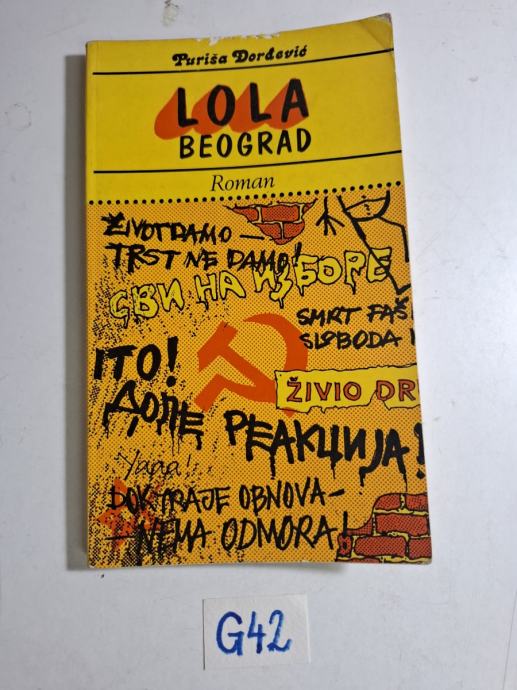 Puriša Đorđević
LOLA
BEOGRAD
Roman
ŽIVOT DAMO –
TRST NE DAMO!
СВИ НА ИЗБОРЕ
SMRT FAŠ
SLOBODA
ITO!
ŽIVIO DR
ДОЛЕ РЕАКЦИЈА!
DOK TRAJE OBNOVA –
– NEMA ODMORA!
G42